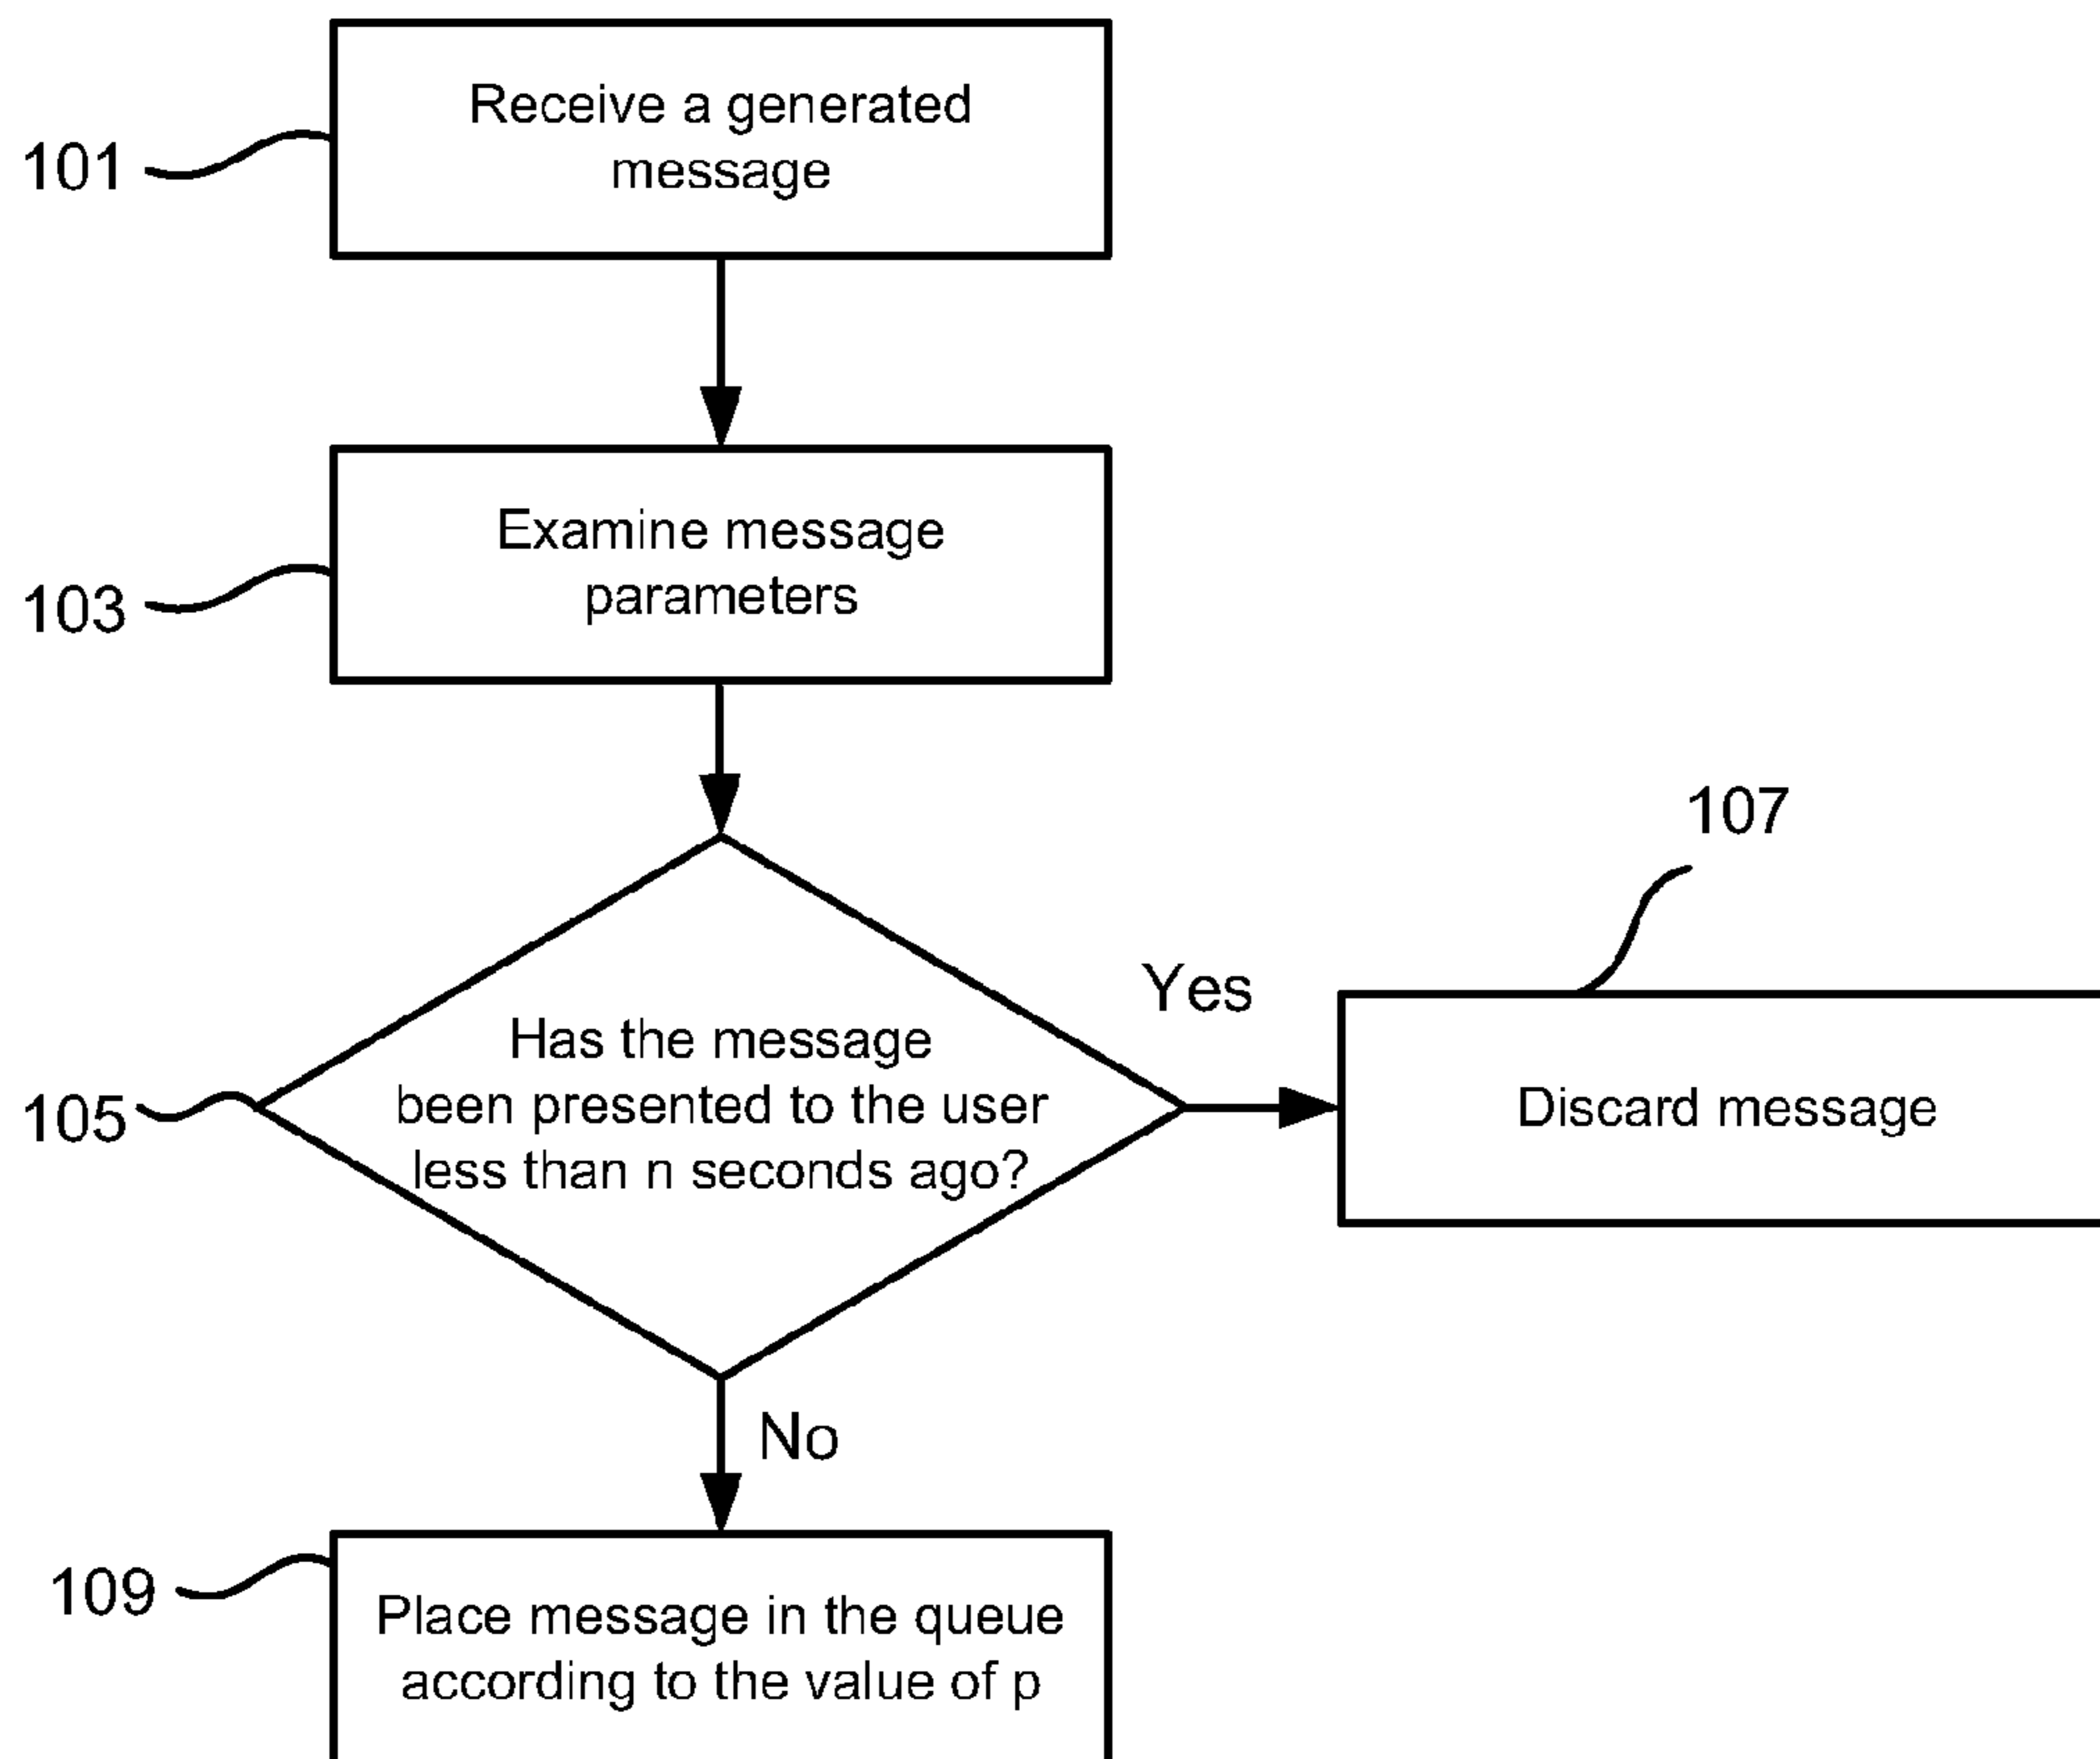 Receive a generated
message
101
Examine message
parameters
103
107
Yes
Has the message
been presented to the user
less than n seconds ago?
105
Discard message
No
109
Place message in the queue
according to the value of p